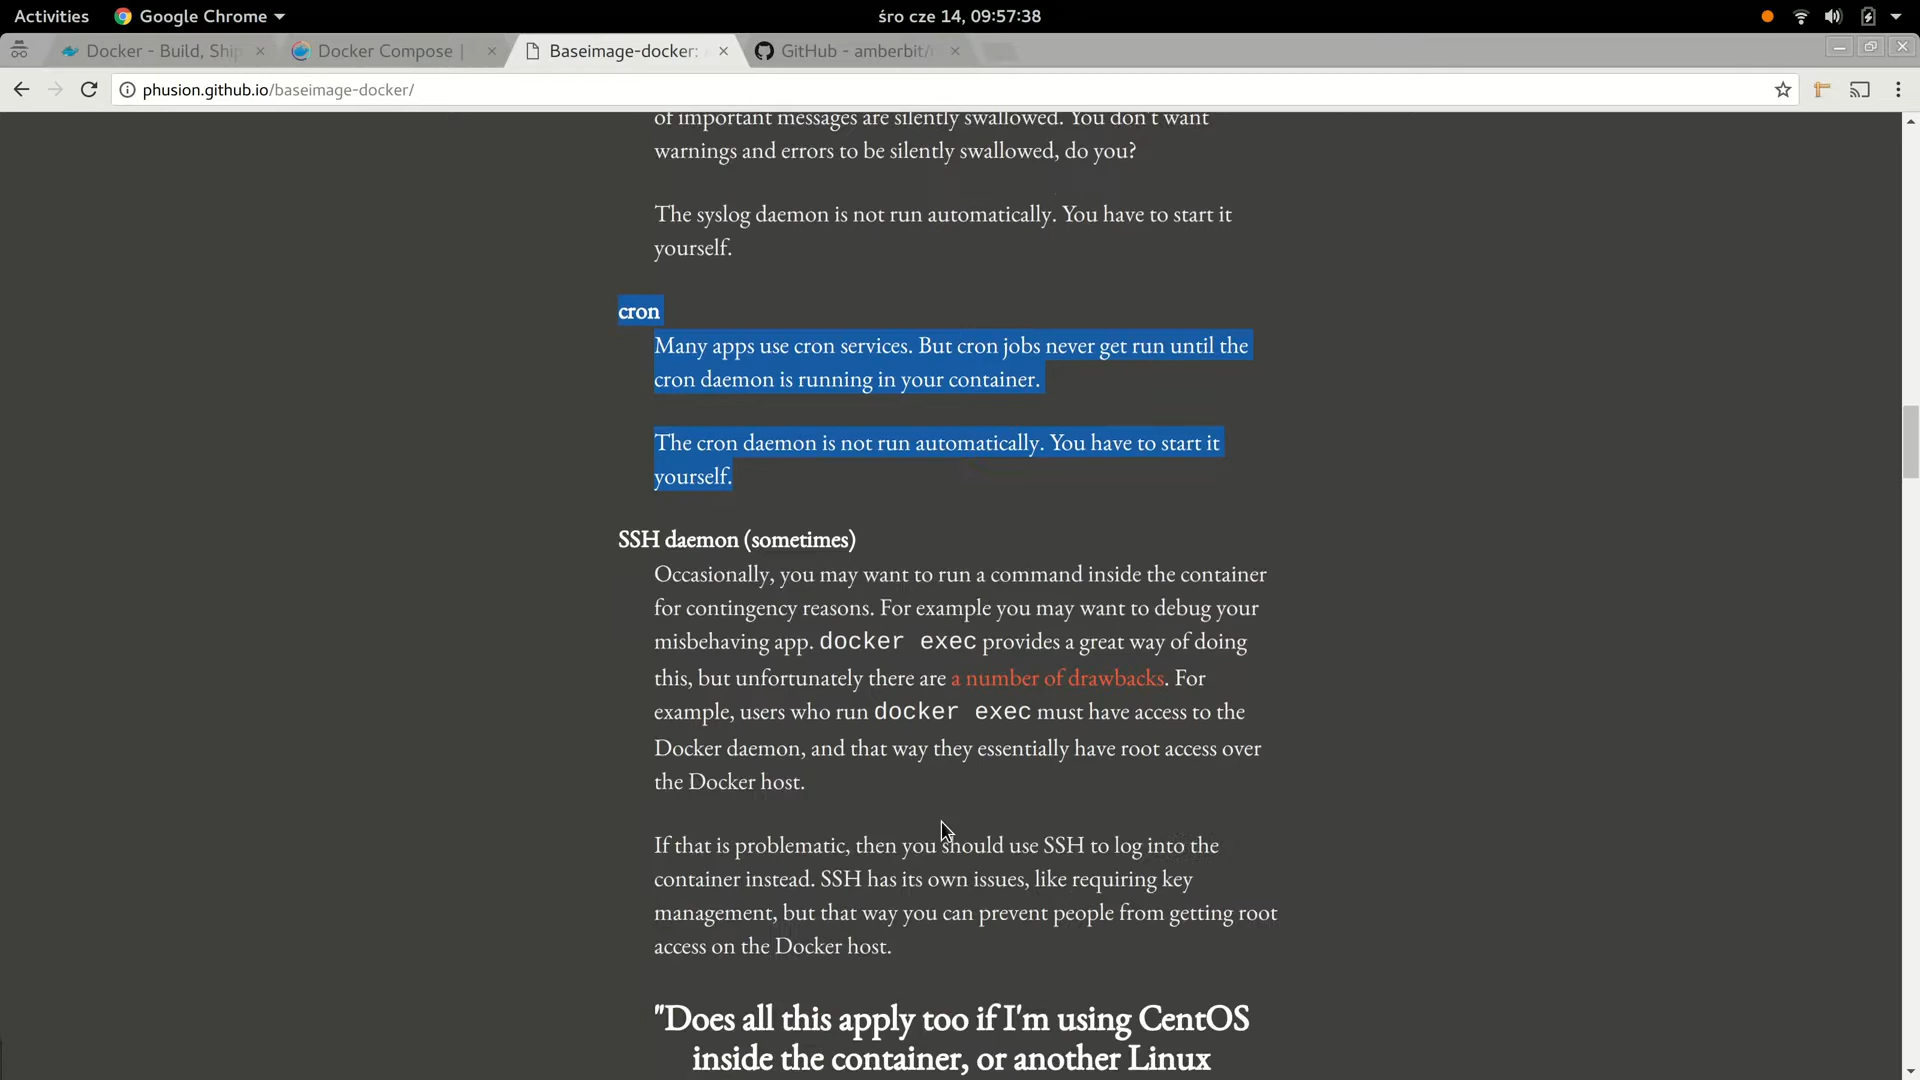 Activities
Google Chrome
śro cze 14, 09:57:38
Docker - Build, Ship
Docker Compose |
Baseimage-docker:
GitHub - amberbit/
phusion.github.io/baseimage-docker/
of important messages are silently swallowed. You don't want
warnings and errors to be silently swallowed, do you?
The syslog daemon is not run automatically. You have to start it
yourself.
cron
Many apps use cron services. But cron jobs never get run until the
cron daemon is running in your container.
The cron daemon is not run automatically. You have to start it
yourself.
SSH daemon (sometimes)
Occasionally, you may want to run a command inside the container
for contingency reasons. For example you may want to debug your
misbehaving app. docker exec provides a great way of doing
this, but unfortunately there are a number of drawbacks. For
example, users who run docker exec must have access to the
Docker daemon, and that way they essentially have root access over
the Docker host.
If that is problematic, then you should use SSH to log into the
container instead. SSH has its own issues, like requiring key
management, but that way you can prevent people from getting root
access on the Docker host.
"Does all this apply too if I'm using CentOS
inside the container, or another Linux